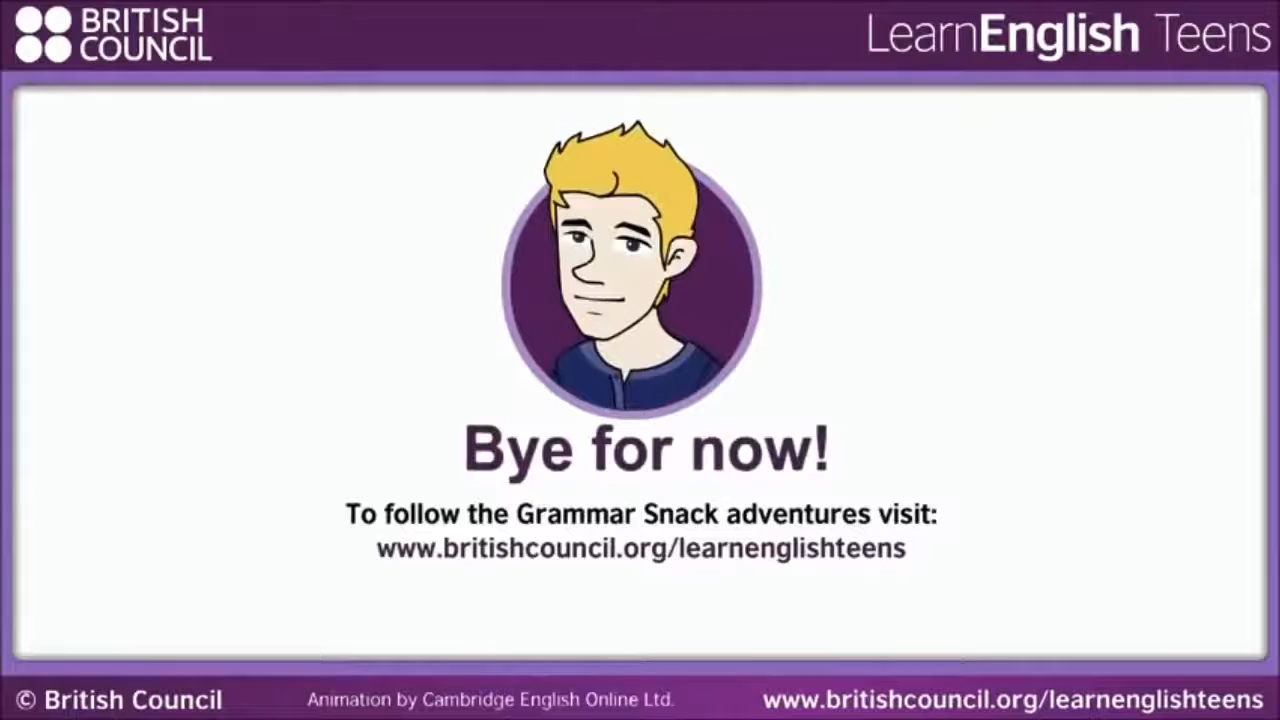 BRITISH
COUNCIL
LearnEnglish Teens
Bye for now!
To follow the Grammar Snack adventures visit:
www.britishcouncil.org/learnenglishteens
© British Council
Animation by Cambridge English Online Ltd.
www.britishcouncil.org/learnenglishteens